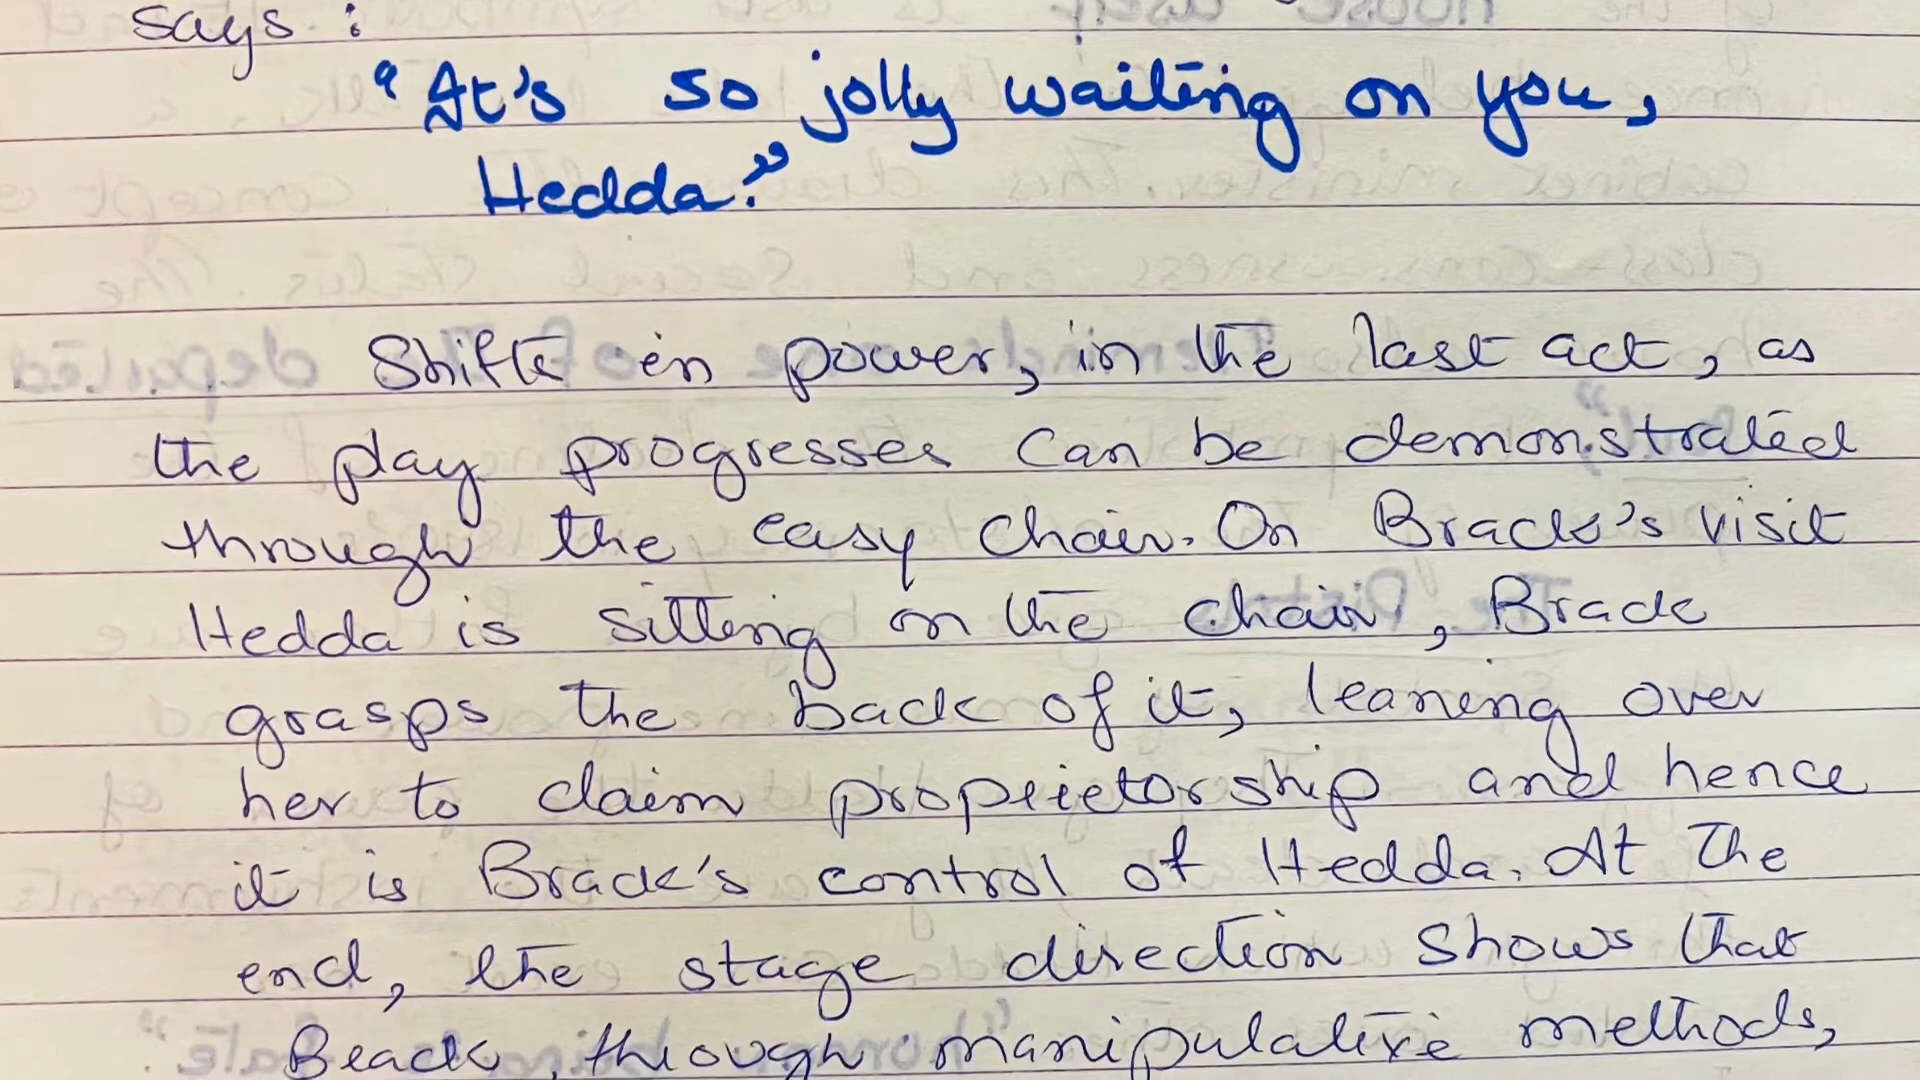 says :
"It's so jolly waiting on you,
Hedda."
Shifts in power, in the last act, as
the play progresses can be demonstrated
through the easy chair. On Brack's visit
Hedda is sitting on the chair, Brack
grasps the back of it, leaning over
her to claim proprietorship and hence
it is Brack's control of Hedda. At the
end, the stage direction shows that
Brack, through manipulative methods,